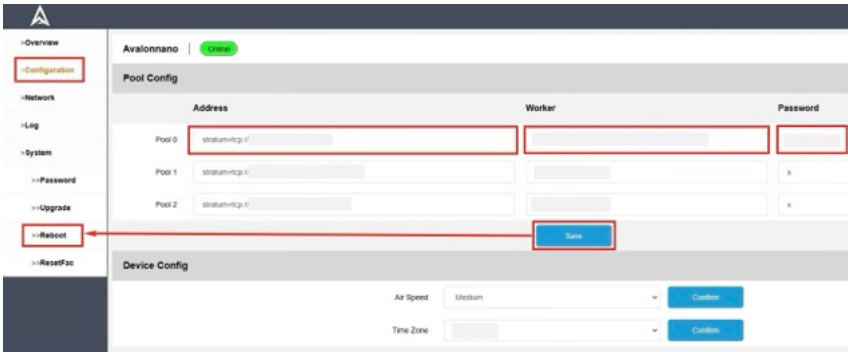 >Overview
>Configuration
>Network
>Log
>System
>>Password
>>Upgrade
>>Reboot
>>ResetFac
Avalonnano | Online
Pool Config
Address Worker Password
Pool 0 stratum+tcp://
Pool 1 stratum+tcp:// x
Pool 2 stratum+tcp:// x
Save
Device Config
Air Speed Medium Confirm
Time Zone Confirm